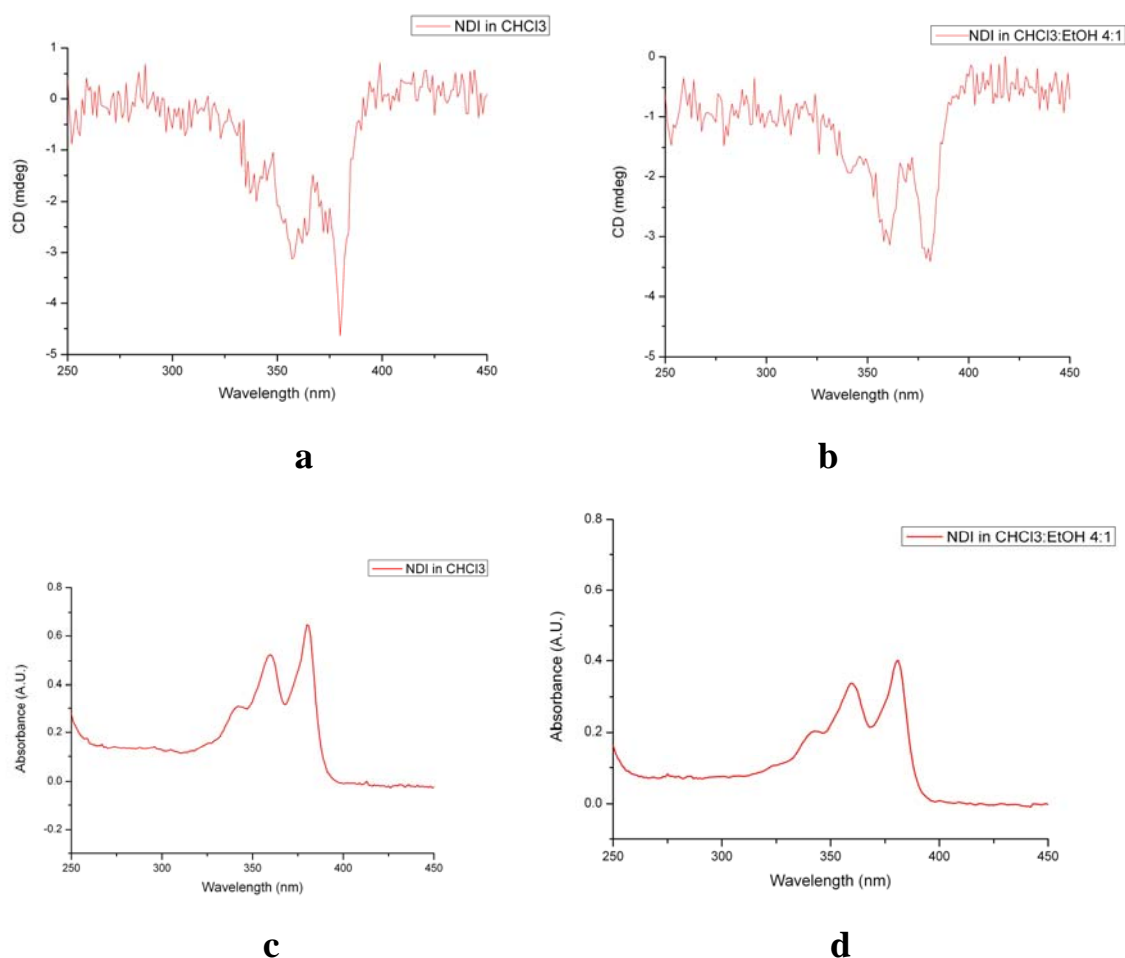 NDI in CHCl3
1
0
-1
-2
-3
-4
-5
CD (mdeg)
250 300 350 400 450
Wavelength (nm)
a
NDI in CHCl3:EtOH 4:1
0
-1
-2
-3
-4
-5
CD (mdeg)
250 300 350 400 450
Wavelength (nm)
b
NDI in CHCl3
0.8
0.6
0.4
0.2
0.0
-0.2
Absorbance (A.U.)
250 300 350 400 450
Wavelength (nm)
c
NDI in CHCl3:EtOH 4:1
0.8
0.6
0.4
0.2
0.0
Absorbance (A.U.)
250 300 350 400 450
Wavelength (nm)
d